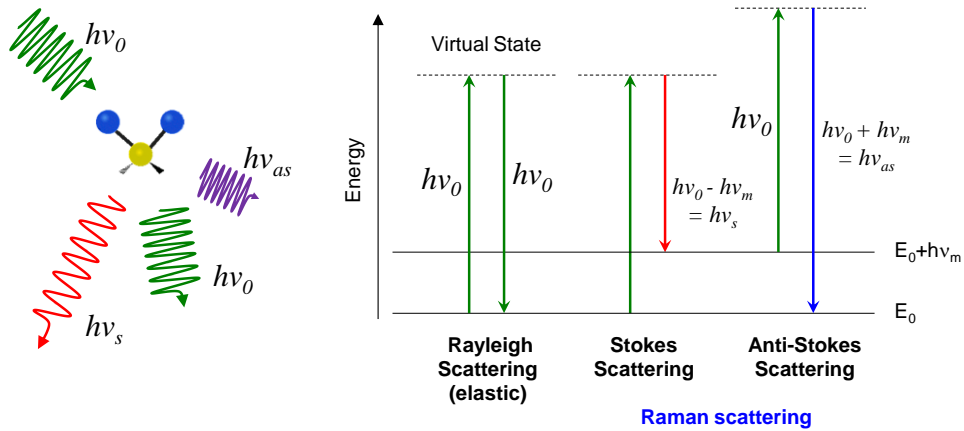 hν₀
hνₐₛ
hν₀
hνₛ
Energy
Virtual State
hν₀
hν₀
hν₀ - hνₘ
= hνₛ
hν₀
hν₀ + hνₘ
= hνₐₛ
E₀+hνₘ
E₀
Rayleigh
Scattering
(elastic)
Stokes
Scattering
Anti-Stokes
Scattering
Raman scattering